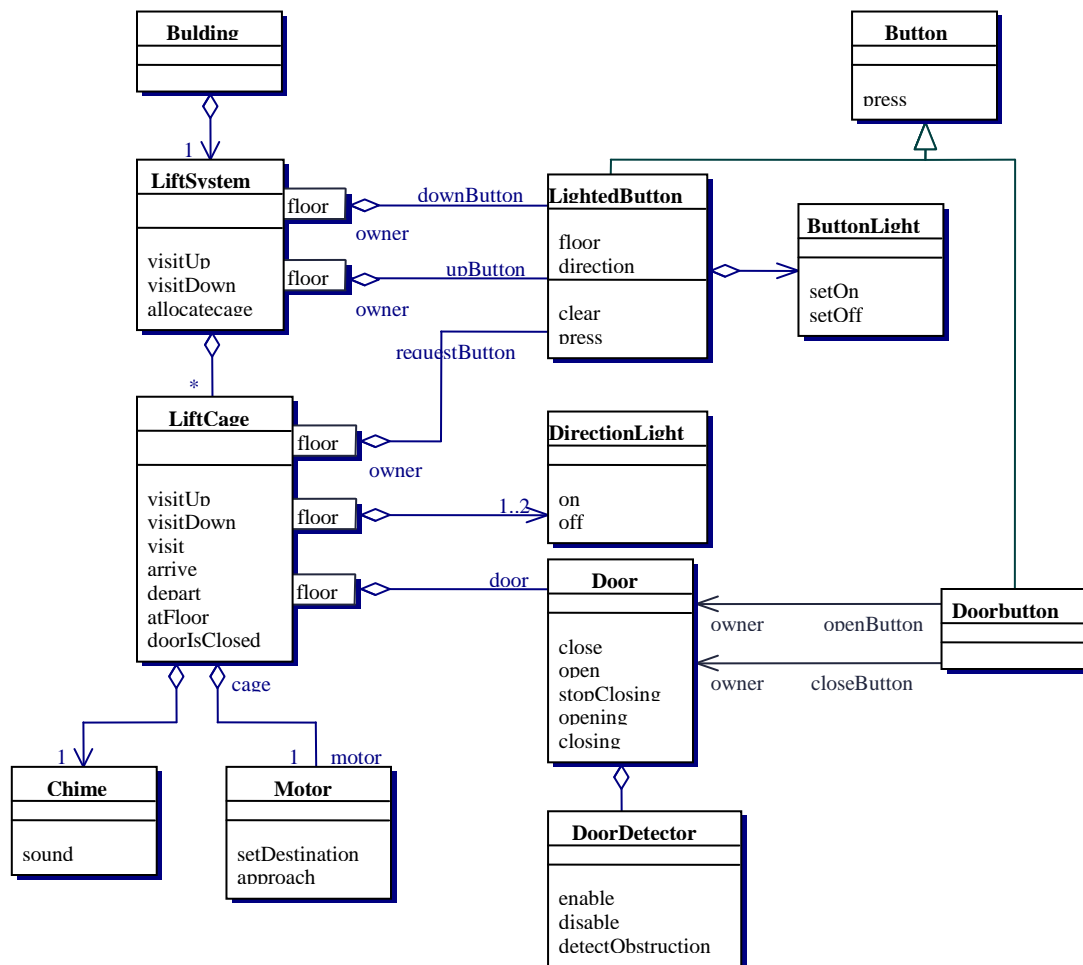 Bulding
Button
press
1
LiftSystem
visitUp
visitDown
allocatecage
floor
downButton
owner
floor
upButton
owner
LightedButton
floor
direction
clear
press
ButtonLight
setOn
setOff
requestButton
*
LiftCage
visitUp
visitDown
visit
arrive
depart
atFloor
doorIsClosed
floor
owner
floor
1..2
floor
door
DirectionLight
on
off
Door
close
open
stopClosing
opening
closing
owner openButton
owner closeButton
Doorbutton
cage
1
1 motor
Chime
sound
Motor
setDestination
approach
DoorDetector
enable
disable
detectObstruction